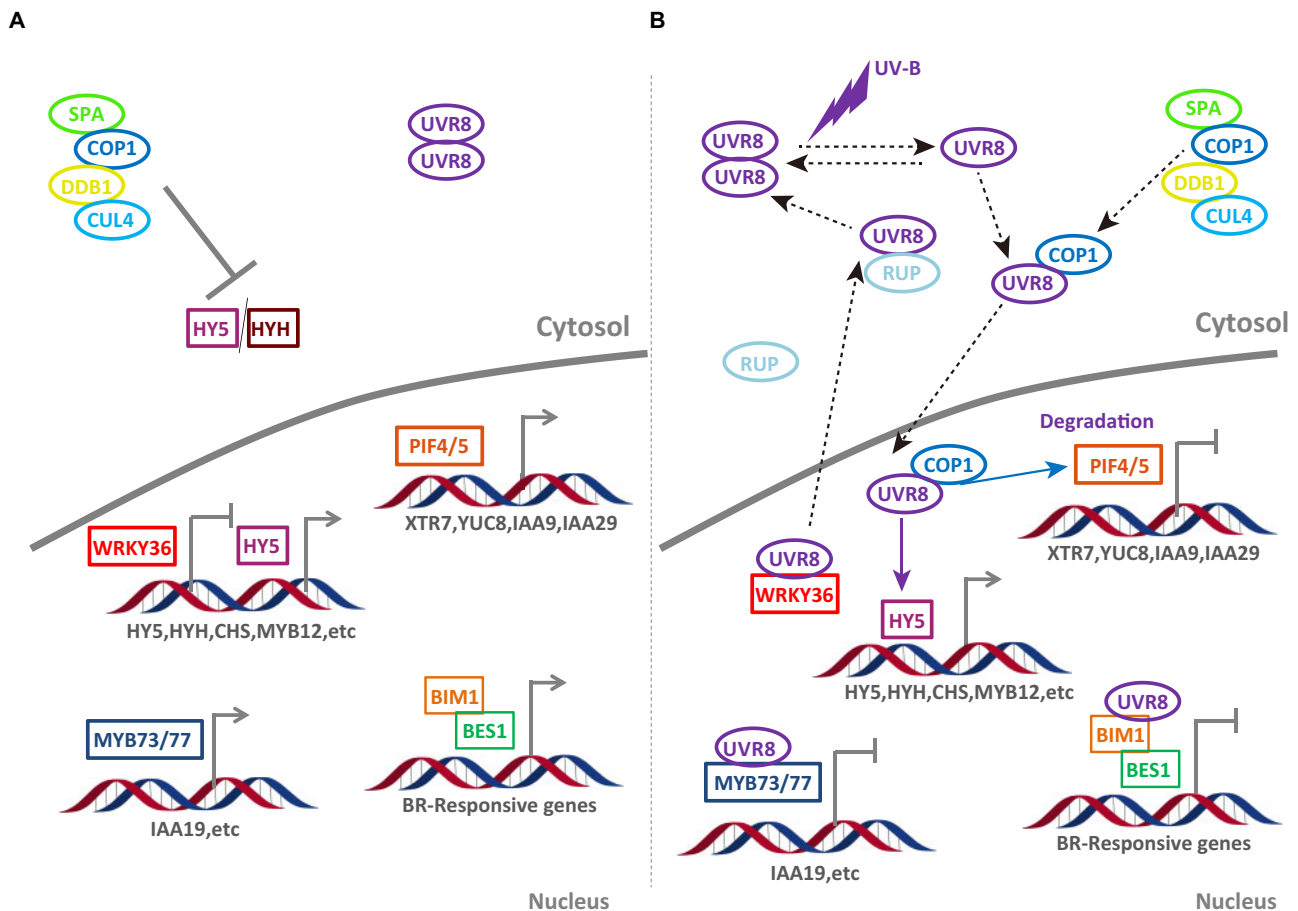 A
SPA
COP1
DDB1
CUL4
UVR8
UVR8
HY5
HYH
Cytosol
PIF4/5
XTR7,YUC8,IAA9,IAA29
WRKY36
HY5
HY5,HYH,CHS,MYB12,etc
BIM1
BES1
BR-Responsive genes
MYB73/77
IAA19,etc
Nucleus
B
UV-B
UVR8
UVR8
UVR8
SPA
COP1
DDB1
CUL4
UVR8
RUP
COP1
UVR8
Cytosol
RUP
Degradation
COP1
UVR8
PIF4/5
XTR7,YUC8,IAA9,IAA29
UVR8
WRKY36
HY5
HY5,HYH,CHS,MYB12,etc
UVR8
BIM1
BES1
BR-Responsive genes
UVR8
MYB73/77
IAA19,etc
Nucleus